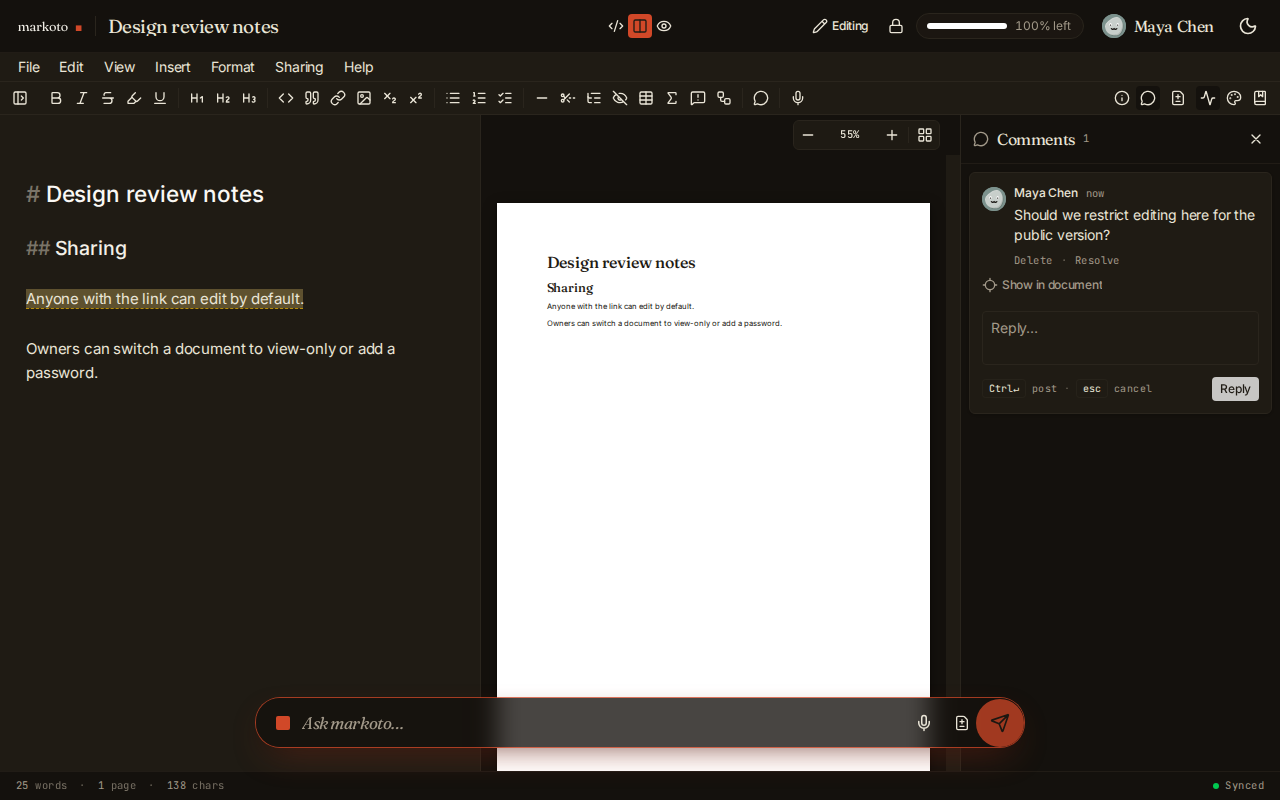 markoto
Design review notes
Editing
100% left
Maya Chen
File Edit View Insert Format Sharing Help
B I S U H1 H2 H3 X2 x2
55%
Comments 1
# Design review notes
## Sharing
Anyone with the link can edit by default.
Owners can switch a document to view-only or add a
password.
Design review notes
Sharing
Anyone with the link can edit by default.
Owners can switch a document to view-only or add a password.
Maya Chen now
Should we restrict editing here for the
public version?
Delete · Resolve
Show in document
Reply...
Ctrl↵ post · esc cancel
Reply
Ask markoto...
25 words · 1 page · 138 chars
Synced